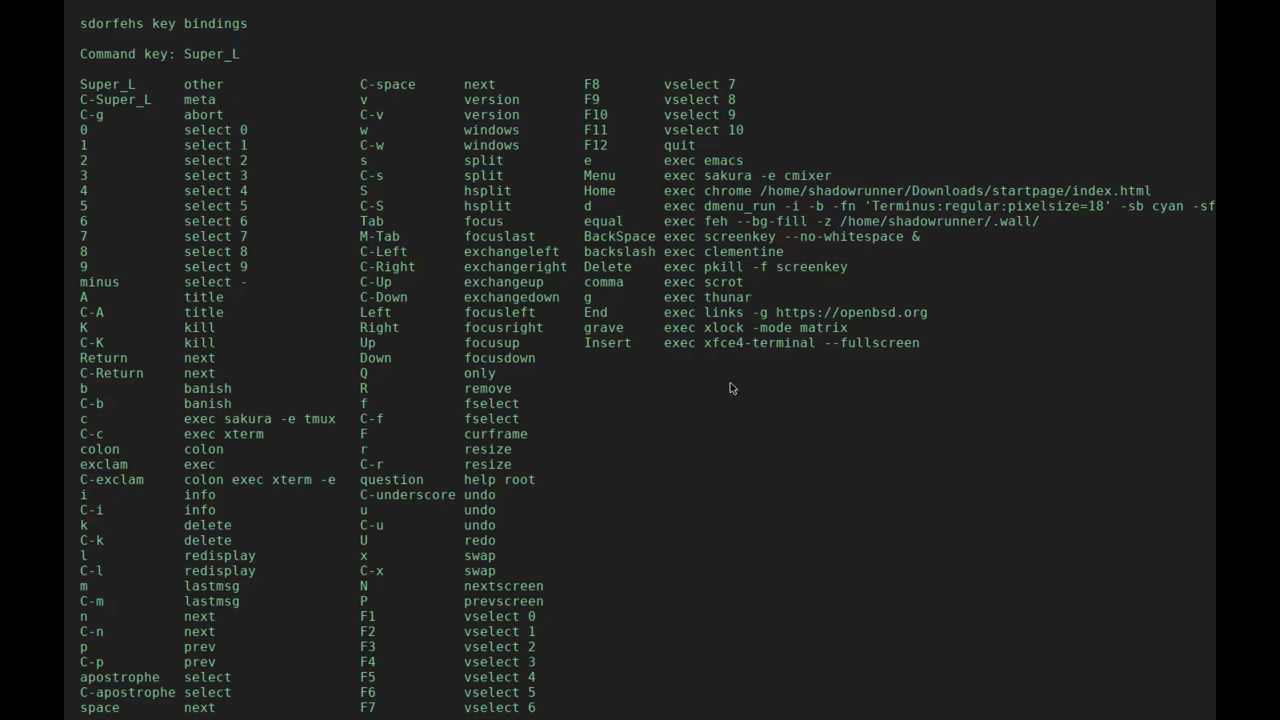 sdorfehs key bindings
Command key: Super_L
Super_L other C-space next F8 vselect 7
C-Super_L meta v version F9 vselect 8
C-g abort C-v version F10 vselect 9
0 select 0 w windows F11 vselect 10
1 select 1 C-w windows F12 quit
2 select 2 s split e exec emacs
3 select 3 C-s split Menu exec sakura -e cmixer
4 select 4 S hsplit Home exec chrome /home/shadowrunner/Downloads/startpage/index.html
5 select 5 C-S hsplit d exec dmenu_run -i -b -fn 'Terminus:regular:pixelsize=18' -sb cyan -sf
6 select 6 Tab focus equal exec feh --bg-fill -z /home/shadowrunner/.wall/
7 select 7 M-Tab focuslast BackSpace exec screenkey --no-whitespace &
8 select 8 C-Left exchangeleft backslash exec clementine
9 select 9 C-Right exchangeright Delete exec pkill -f screenkey
minus select - C-Up exchangeup comma exec scrot
A title C-Down exchangedown g exec thunar
C-A title Left focusleft End exec links -g https://openbsd.org
K kill Right focusright grave exec xlock -mode matrix
C-K kill Up focusup Insert exec xfce4-terminal --fullscreen
Return next Down focusdown
C-Return next Q only
b banish R remove
C-b banish f fselect
c exec sakura -e tmux C-f fselect
C-c exec xterm F curframe
colon colon r resize
exclam exec C-r resize
C-exclam colon exec xterm -e question help root
i info C-underscore undo
C-i info u undo
k delete C-u undo
C-k delete U redo
l redisplay x swap
C-l redisplay C-x swap
m lastmsg N nextscreen
C-m lastmsg P prevscreen
n next F1 vselect 0
C-n next F2 vselect 1
p prev F3 vselect 2
C-p prev F4 vselect 3
apostrophe select F5 vselect 4
C-apostrophe select F6 vselect 5
space next F7 vselect 6